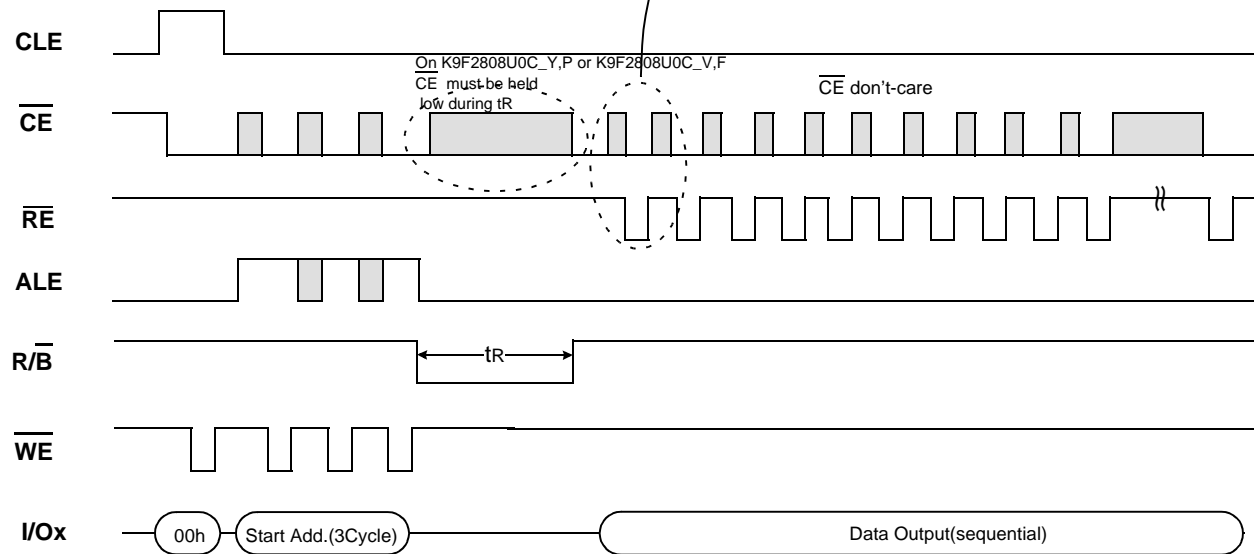 CLE
On K9F2808U0C_Y,P or K9F2808U0C_V,F
CE must be held
low during tR
CE don't-care
CE
RE
ALE
R/B
tR
WE
I/Ox
00h
Start Add.(3Cycle)
Data Output(sequential)